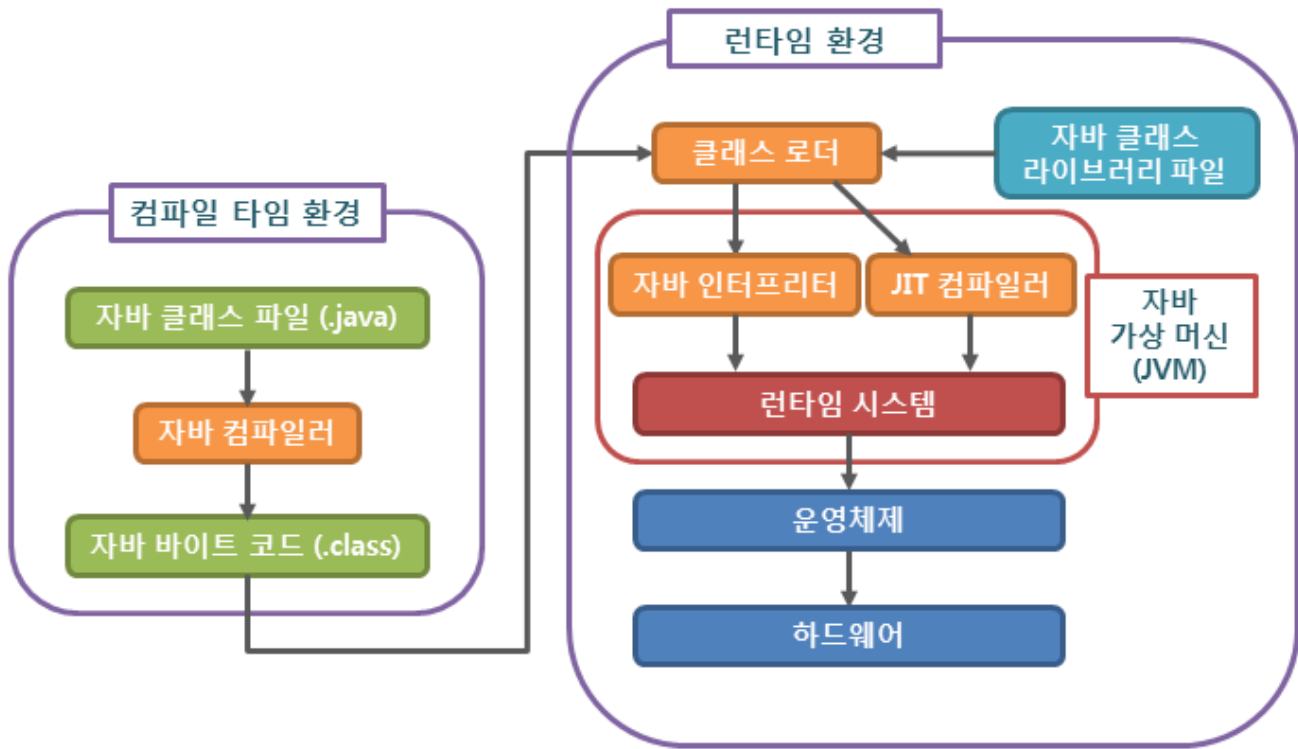 런타임 환경
클래스 로더
자바 클래스
라이브러리 파일
컴파일 타임 환경
자바 클래스 파일 (.java)
자바 컴파일러
자바 바이트 코드 (.class)
자바 인터프리터
JIT 컴파일러
자바
가상 머신
(JVM)
런타임 시스템
운영체제
하드웨어